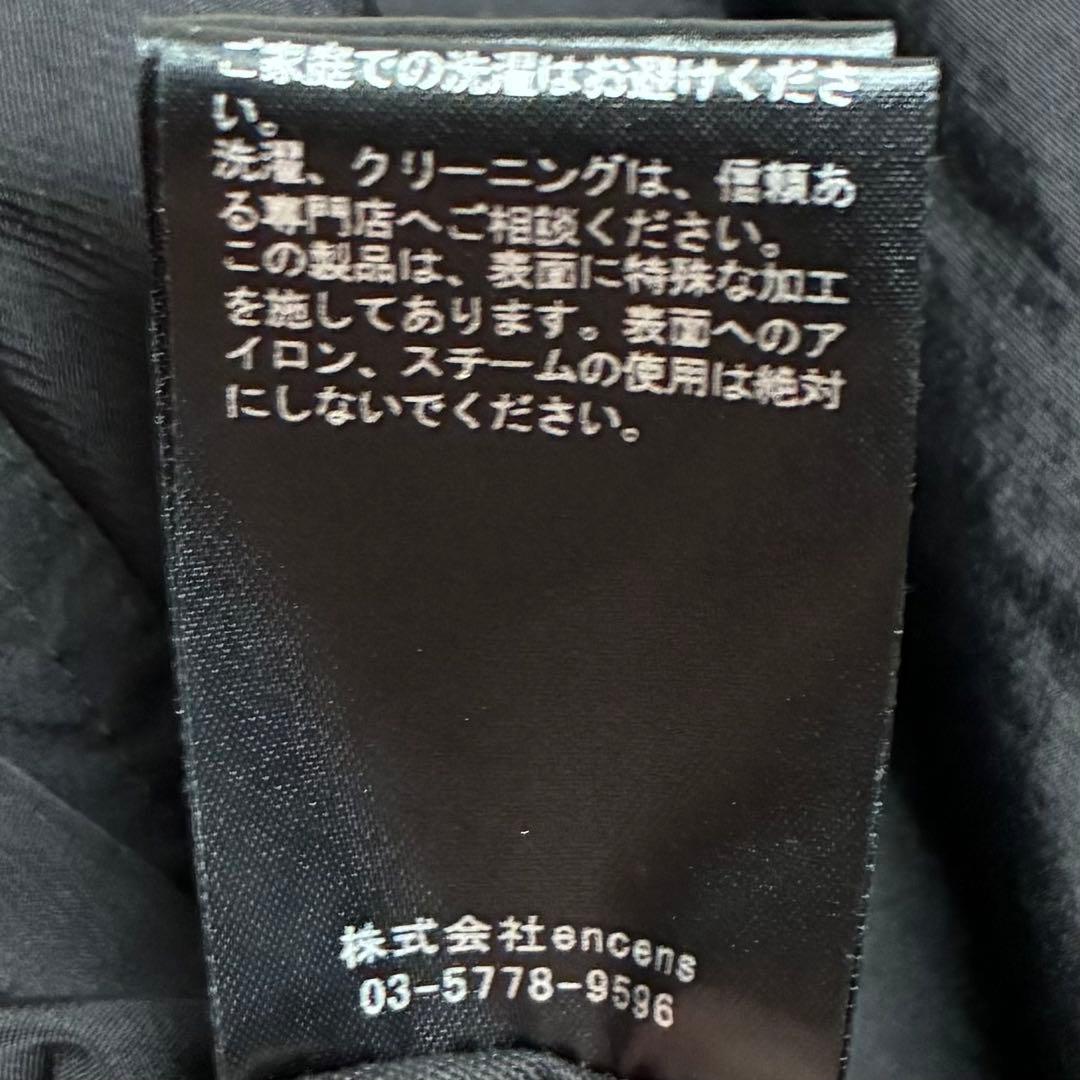 ご家庭での洗濯はお避けくださ
い。
洗濯、クリーニングは、信頼あ
る専門店へご相談ください。
この製品は、表面に特殊な加工
を施してあります。表面へのア
イロン、スチームの使用は絶対
にしないでください。
株式会社encens
03-5778-9596